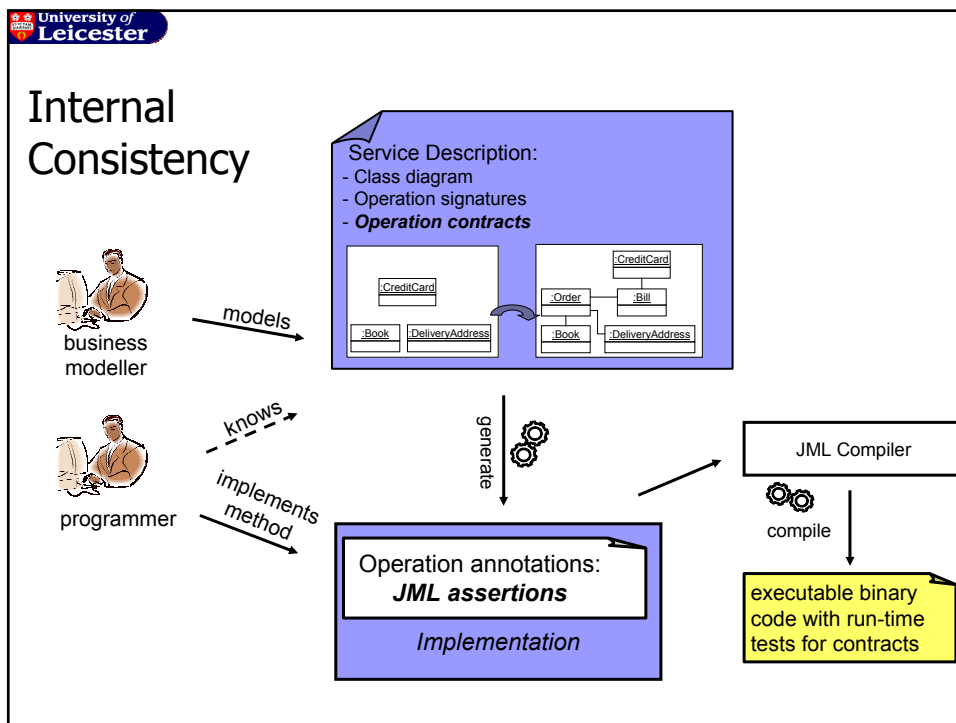 University of
Leicester
Internal
Consistency
Service Description:
- Class diagram
- Operation signatures
- Operation contracts
:CreditCard
:Book
:DeliveryAddress
:CreditCard
:Order
:Bill
:Book
:DeliveryAddress
business
modeller
models
programmer
knows
implements
method
generate
Operation annotations:
JML assertions
Implementation
JML Compiler
compile
executable binary
code with run-time
tests for contracts